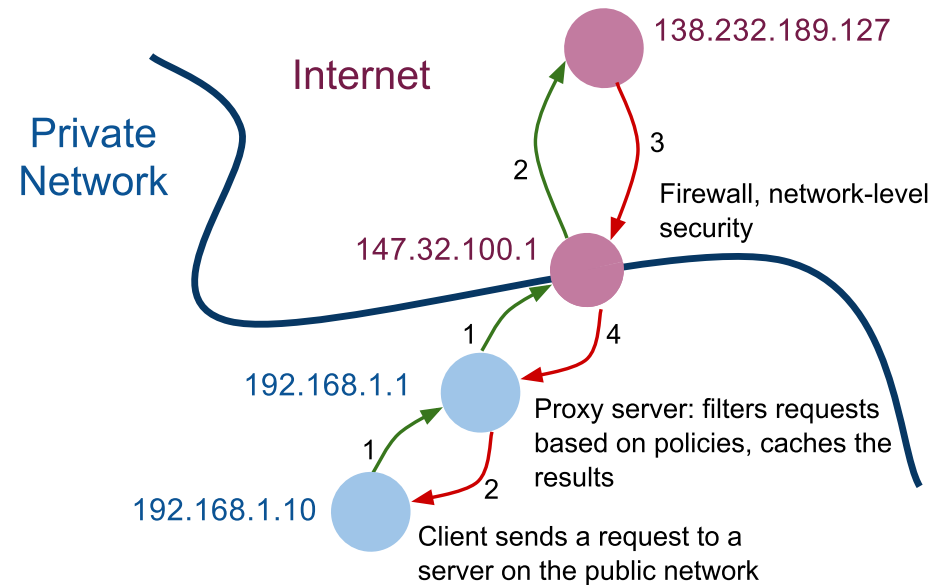 138.232.189.127
Internet
Private
Network
3
2
Firewall, network-level
security
147.32.100.1
1
4
192.168.1.1
Proxy server: filters requests
based on policies, caches the
results
1
2
192.168.1.10
Client sends a request to a
server on the public network